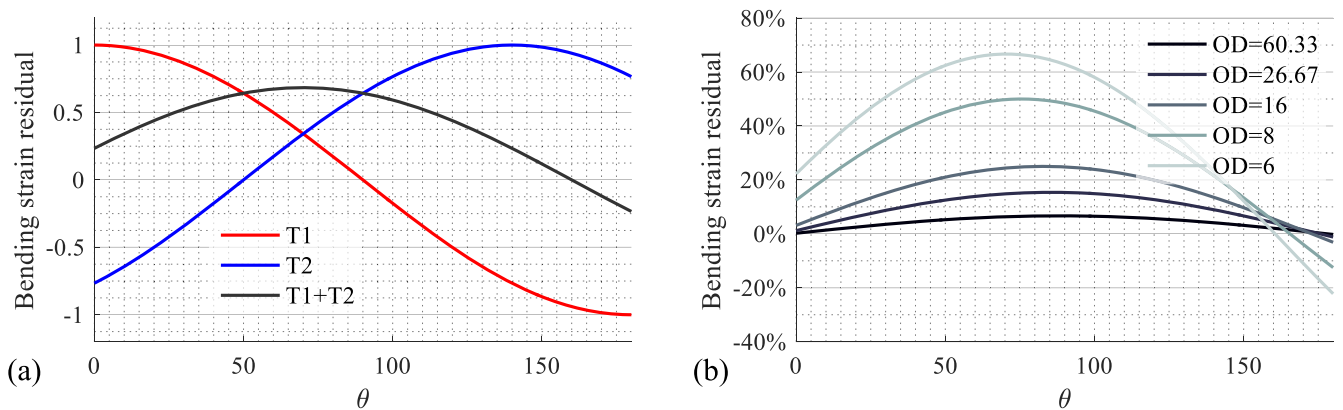 (a)
Bending strain residual
1
0.5
0
-0.5
-1
T1
T2
T1+T2
0
50
100
150
θ
(b)
Bending strain residual
80%
60%
40%
20%
0%
-20%
-40%
OD=60.33
OD=26.67
OD=16
OD=8
OD=6
0
50
100
150
θ